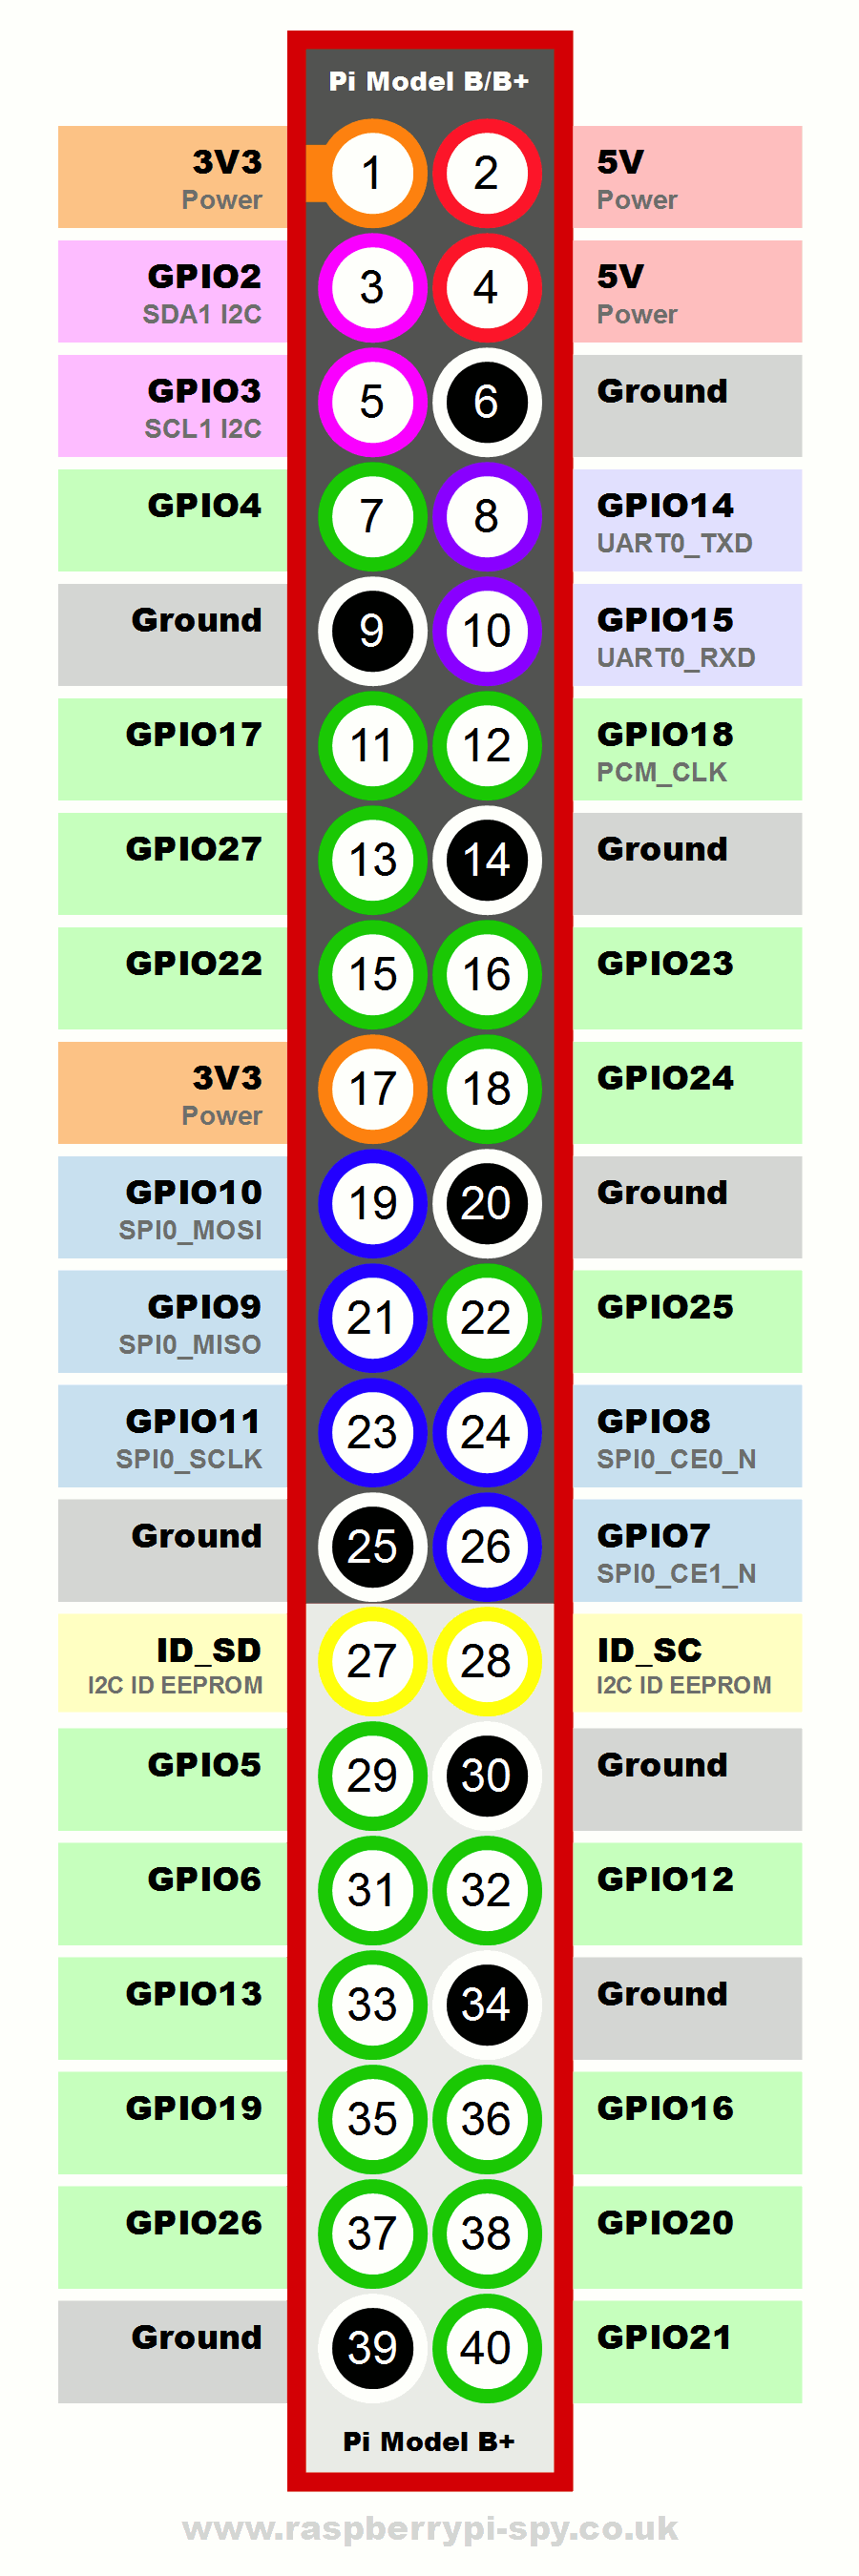 Pi Model B/B+
3V3 1 2 5V
Power Power
GPIO2 3 4 5V
SDA1 I2C Power
GPIO3 5 6 Ground
SCL1 I2C
GPIO4 7 8 GPIO14
UART0_TXD
Ground 9 10 GPIO15
UART0_RXD
GPIO17 11 12 GPIO18
PCM_CLK
GPIO27 13 14 Ground
GPIO22 15 16 GPIO23
3V3 17 18 GPIO24
Power
GPIO10 19 20 Ground
SPI0_MOSI
GPIO9 21 22 GPIO25
SPI0_MISO
GPIO11 23 24 GPIO8
SPI0_SCLK SPI0_CE0_N
Ground 25 26 GPIO7
SPI0_CE1_N
ID_SD 27 28 ID_SC
I2C ID EEPROM I2C ID EEPROM
GPIO5 29 30 Ground
GPIO6 31 32 GPIO12
GPIO13 33 34 Ground
GPIO19 35 36 GPIO16
GPIO26 37 38 GPIO20
Ground 39 40 GPIO21
Pi Model B+
www.raspberrypi-spy.co.uk